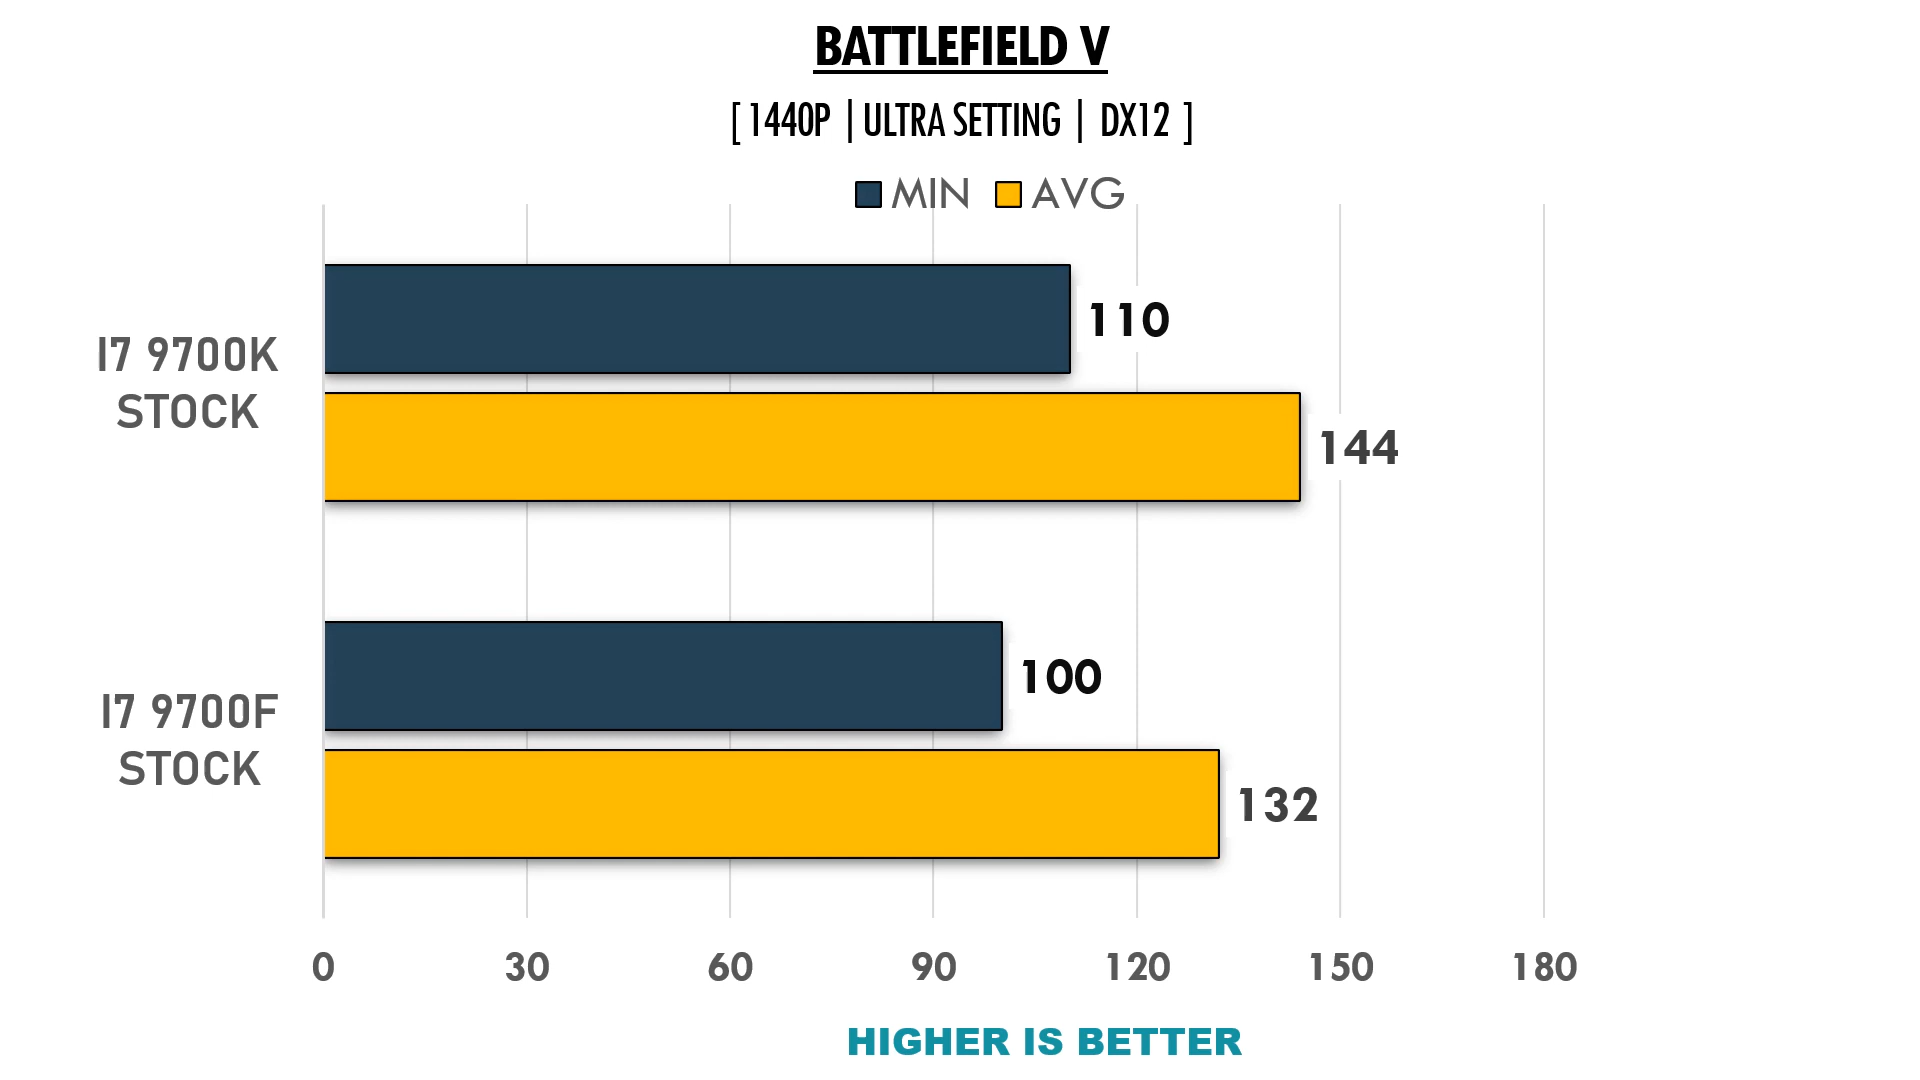 BATTLEFIELD V
[ 1440P | ULTRA SETTING | DX12 ]
MIN AVG
I7 9700K
STOCK
110
144
I7 9700F
STOCK
100
132
0 30 60 90 120 150 180
HIGHER IS BETTER